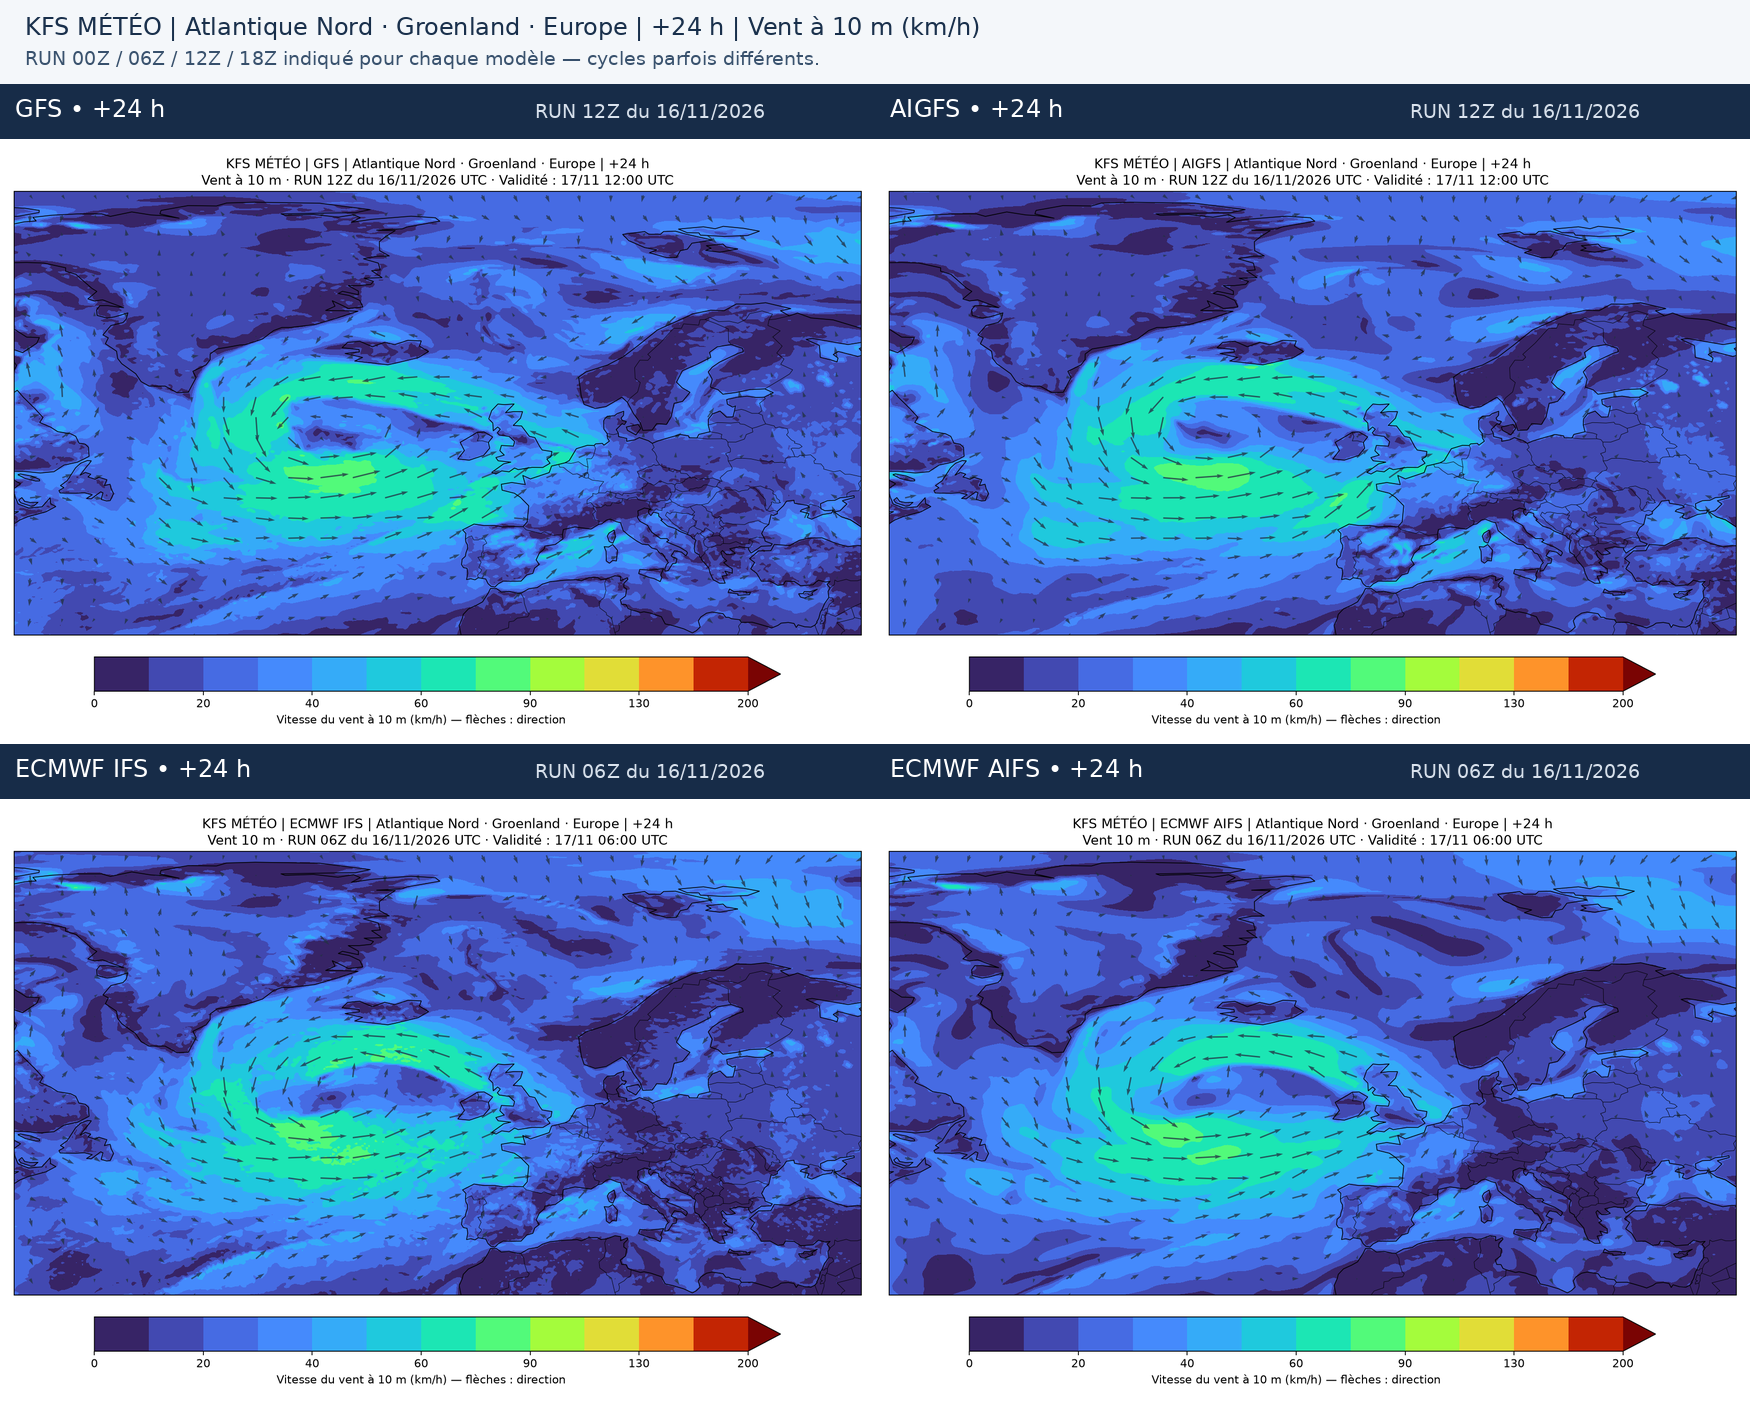 KFS MÉTÉO | Atlantique Nord · Groenland · Europe | +24 h | Vent à 10 m (km/h)
RUN 00Z / 06Z / 12Z / 18Z indiqué pour chaque modèle — cycles parfois différents.
GFS • +24 h
RUN 12Z du 16/11/2026
KFS MÉTÉO | GFS | Atlantique Nord · Groenland · Europe | +24 h
Vent à 10 m · RUN 12Z du 16/11/2026 UTC · Validité : 17/11 12:00 UTC
0 20 40 60 90 130 200
Vitesse du vent à 10 m (km/h) — flèches : direction
AIGFS • +24 h
RUN 12Z du 16/11/2026
KFS MÉTÉO | AIGFS | Atlantique Nord · Groenland · Europe | +24 h
Vent à 10 m · RUN 12Z du 16/11/2026 UTC · Validité : 17/11 12:00 UTC
0 20 40 60 90 130 200
Vitesse du vent à 10 m (km/h) — flèches : direction
ECMWF IFS • +24 h
RUN 06Z du 16/11/2026
KFS MÉTÉO | ECMWF IFS | Atlantique Nord · Groenland · Europe | +24 h
Vent 10 m · RUN 06Z du 16/11/2026 UTC · Validité : 17/11 06:00 UTC
0 20 40 60 90 130 200
Vitesse du vent à 10 m (km/h) — flèches : direction
ECMWF AIFS • +24 h
RUN 06Z du 16/11/2026
KFS MÉTÉO | ECMWF AIFS | Atlantique Nord · Groenland · Europe | +24 h
Vent 10 m · RUN 06Z du 16/11/2026 UTC · Validité : 17/11 06:00 UTC
0 20 40 60 90 130 200
Vitesse du vent à 10 m (km/h) — flèches : direction